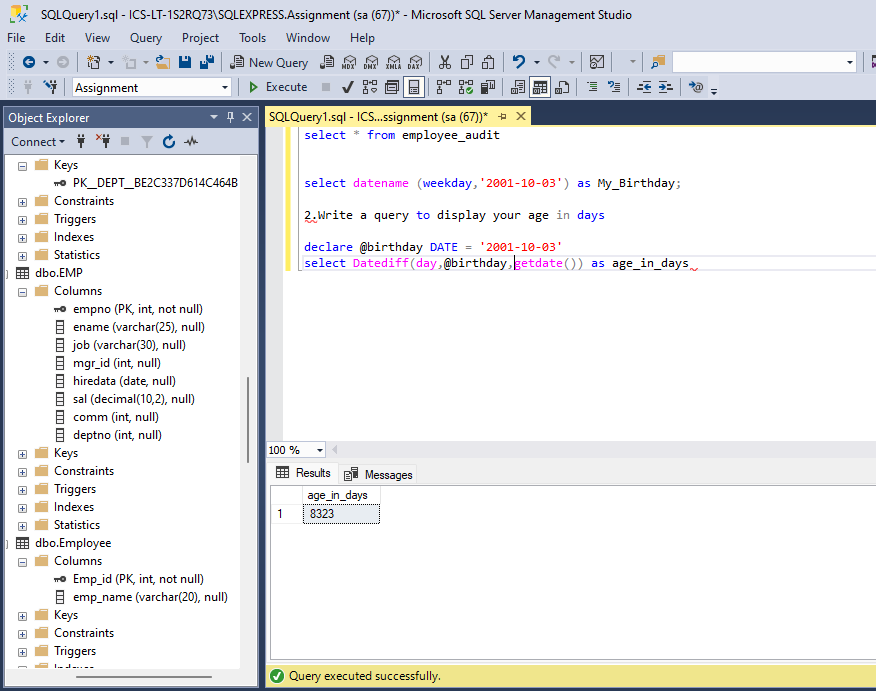 SQLQuery1.sql - ICS-LT-1S2RQ73\SQLEXPRESS.Assignment (sa (67))* - Microsoft SQL Server Management Studio
File Edit View Query Project Tools Window Help
New Query MDX DMX XMLA DAX
Assignment Execute
Object Explorer
Connect
Keys
PK__DEPT__BE2C337D614C464B
Constraints
Triggers
Indexes
Statistics
dbo.EMP
Columns
empno (PK, int, not null)
ename (varchar(25), null)
job (varchar(30), null)
mgr_id (int, null)
hiredata (date, null)
sal (decimal(10,2), null)
comm (int, null)
deptno (int, null)
Keys
Constraints
Triggers
Indexes
Statistics
dbo.Employee
Columns
Emp_id (PK, int, not null)
emp_name (varchar(20), null)
Keys
Constraints
Triggers
Indexes
SQLQuery1.sql - ICS...ssignment (sa (67))*
select * from employee_audit
select datename (weekday,'2001-10-03') as My_Birthday;
2.Write a query to display your age in days
declare @birthday DATE = '2001-10-03'
select Datediff(day,@birthday,getdate()) as age_in_days
100 %
Results Messages
age_in_days
1 8323
Query executed successfully.